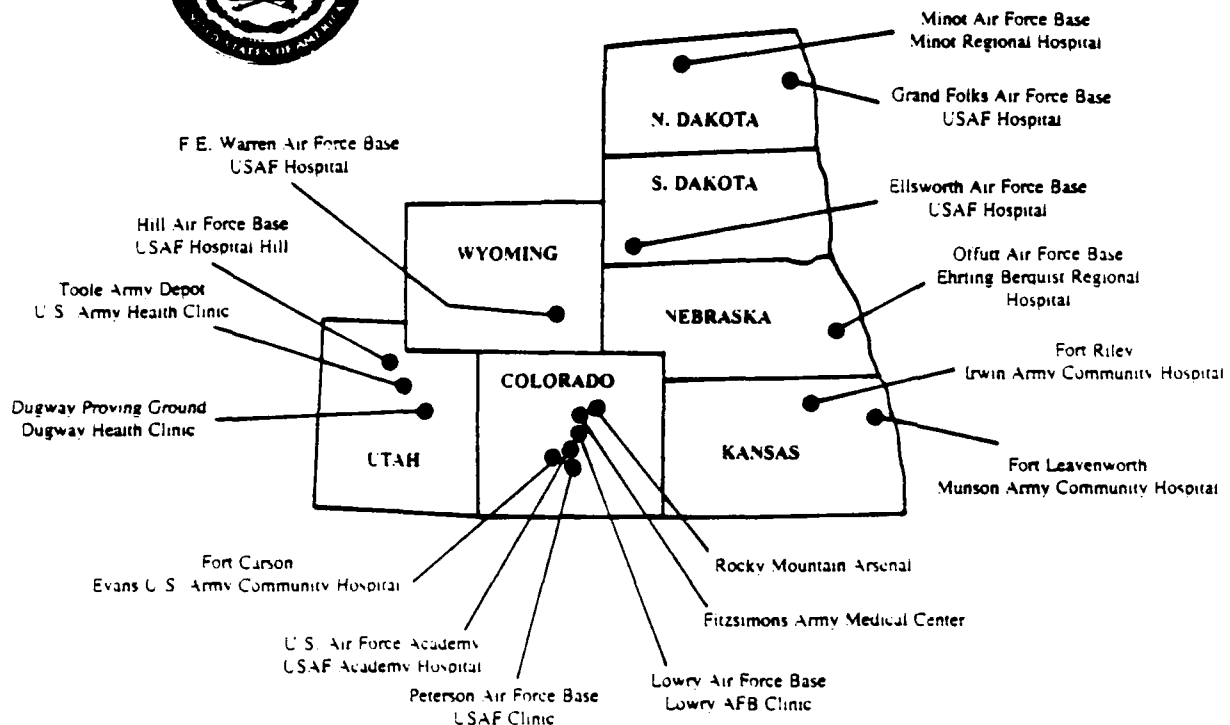 STATES OF AMERICA
Minot Air Force Base
Minot Regional Hospital
Grand Folks Air Force Base
USAF Hospital
N. DAKOTA
F.E. Warren Air Force Base
USAF Hospital
S. DAKOTA
Ellsworth Air Force Base
USAF Hospital
Hill Air Force Base
USAF Hospital Hill
WYOMING
Offutt Air Force Base
Ehrling Berquist Regional
Hospital
Toole Army Depot
U.S. Army Health Clinic
NEBRASKA
Fort Riley
Irwin Army Community Hospital
COLORADO
Dugway Proving Ground
Dugway Health Clinic
UTAH
KANSAS
Fort Leavenworth
Munson Army Community Hospital
Fort Carson
Evans U.S. Army Community Hospital
Rocky Mountain Arsenal
Fitzsimons Army Medical Center
U.S. Air Force Academy
USAF Academy Hospital
Lowry Air Force Base
Lowry AFB Clinic
Peterson Air Force Base
USAF Clinic